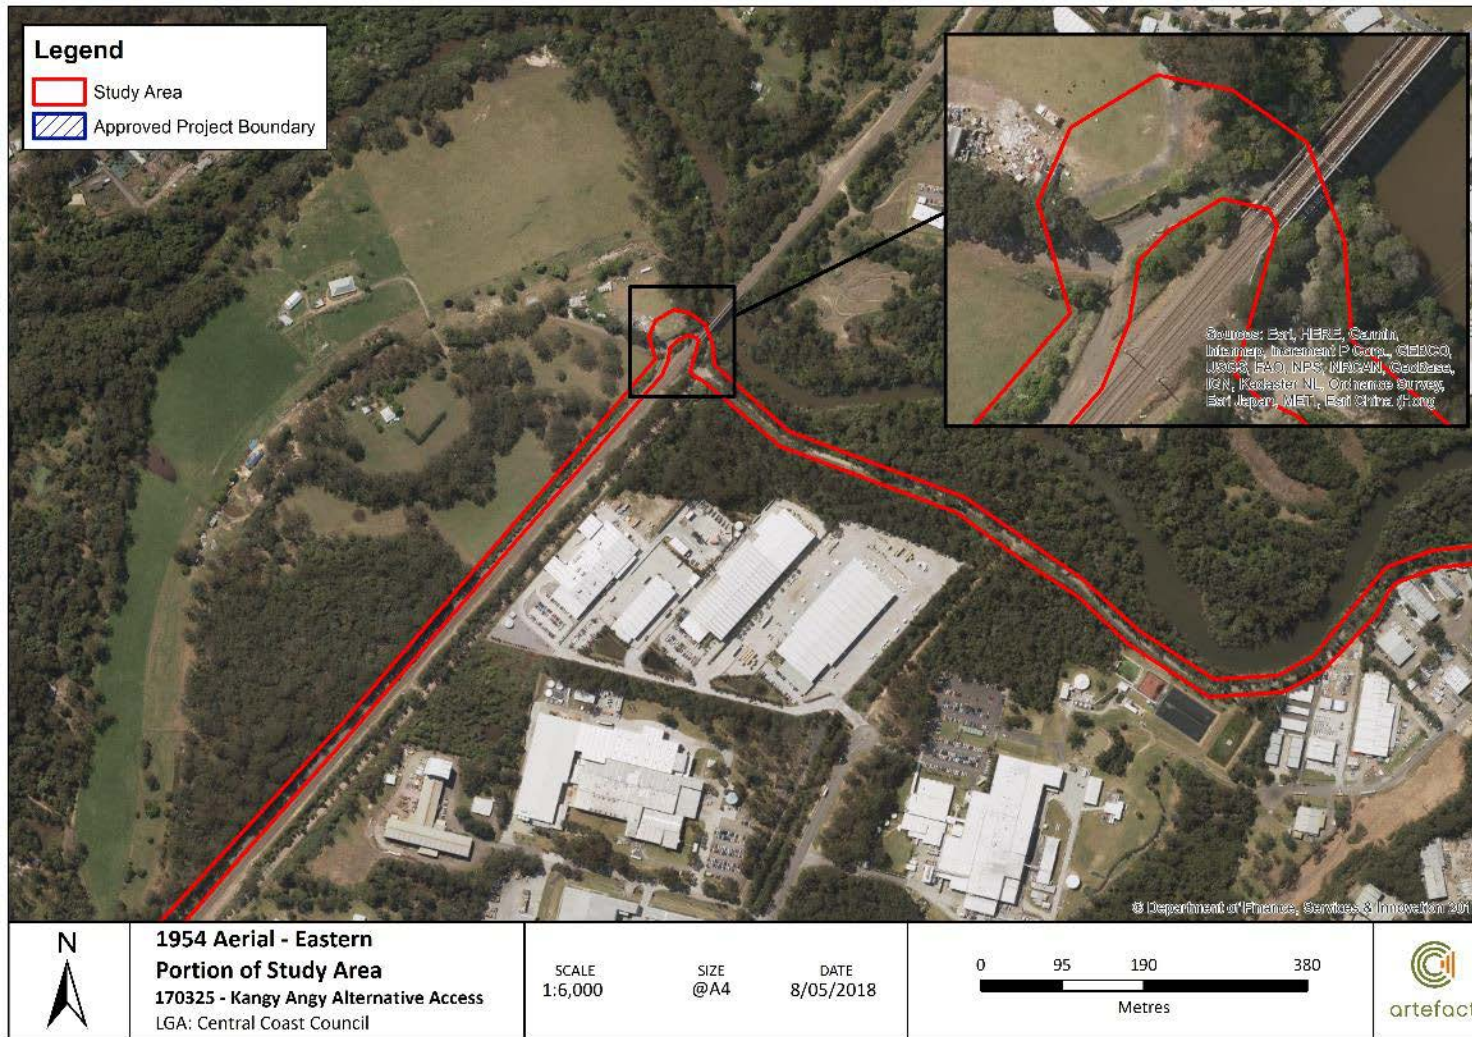 Legend
Study Area
Approved Project Boundary
Sources: Esri, HERE, Garmin,
Intermap, increment P Corp., GEBCO,
USGS, FAO, NPS, NRCAN, GeoBase,
IGN, Kadaster NL, Ordnance Survey,
Esri Japan, METI, Esri China (Hong
© Department of Finance, Services & Innovation 201
N
1954 Aerial - Eastern
Portion of Study Area
170325 - Kangy Angy Alternative Access
LGA: Central Coast Council
SCALE
1:6,000
SIZE
@A4
DATE
8/05/2018
0 95 190 380
Metres
artefact